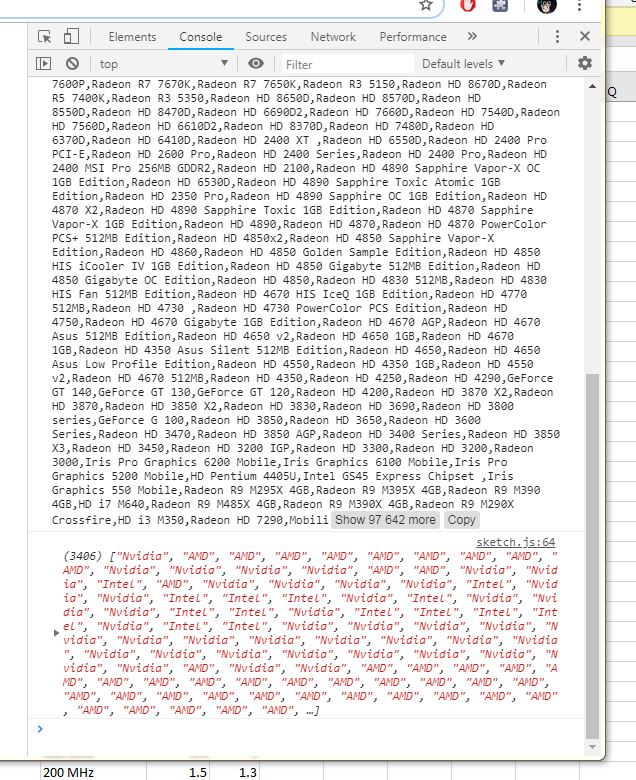 Elements Console Sources Network Performance »
top Filter Default levels ▼
7600P,Radeon R7 7670K,Radeon R7 7650K,Radeon R3 5150,Radeon HD 8670D,Radeon
R5 7400K,Radeon R3 5350,Radeon HD 8650D,Radeon HD 8570D,Radeon HD
8550D,Radeon HD 8470D,Radeon HD 6690D2,Radeon HD 7660D,Radeon HD 7540D,Radeon
HD 7560D,Radeon HD 6610D2,Radeon HD 8370D,Radeon HD 7480D,Radeon HD
6370D,Radeon HD 6410D,Radeon HD 2400 XT ,Radeon HD 6550D,Radeon HD 2400 Pro
PCI-E,Radeon HD 2600 Pro,Radeon HD 2400 Series,Radeon HD 2400 Pro,Radeon HD
2400 MSI Pro 256MB GDDR2,Radeon HD 2100,Radeon HD 4890 Sapphire Vapor-X OC
1GB Edition,Radeon HD 6530D,Radeon HD 4890 Sapphire Toxic Atomic 1GB
Edition,Radeon HD 2350 Pro,Radeon HD 4890 Sapphire OC 1GB Edition,Radeon HD
4870 X2,Radeon HD 4890 Sapphire Toxic 1GB Edition,Radeon HD 4870 Sapphire
Vapor-X 1GB Edition,Radeon HD 4890,Radeon HD 4870,Radeon HD 4870 PowerColor
PCS+ 512MB Edition,Radeon HD 4850x2,Radeon HD 4850 Sapphire Vapor-X
Edition,Radeon HD 4860,Radeon HD 4850 Golden Sample Edition,Radeon HD 4850
HIS iCooler IV 1GB Edition,Radeon HD 4850 Gigabyte 512MB Edition,Radeon HD
4850 Gigabyte OC Edition,Radeon HD 4850,Radeon HD 4830 512MB,Radeon HD 4830
HIS Fan 512MB Edition,Radeon HD 4670 HIS IceQ 1GB Edition,Radeon HD 4770
512MB,Radeon HD 4730 ,Radeon HD 4730 PowerColor PCS Edition,Radeon HD
4750,Radeon HD 4670 Gigabyte 1GB Edition,Radeon HD 4670 AGP,Radeon HD 4670
Asus 512MB Edition,Radeon HD 4650 v2,Radeon HD 4650 1GB,Radeon HD 4670
1GB,Radeon HD 4350 Asus Silent 512MB Edition,Radeon HD 4650,Radeon HD 4650
Asus Low Profile Edition,Radeon HD 4550,Radeon HD 4350 1GB,Radeon HD 4550
v2,Radeon HD 4670 512MB,Radeon HD 4350,Radeon HD 4250,Radeon HD 4290,GeForce
GT 140,GeForce GT 130,GeForce GT 120,Radeon HD 4200,Radeon HD 3870 X2,Radeon
HD 3870,Radeon HD 3850 X2,Radeon HD 3830,Radeon HD 3690,Radeon HD 3800
series,GeForce G 100,Radeon HD 3850,Radeon HD 3650,Radeon HD 3600
Series,Radeon HD 3470,Radeon HD 3850 AGP,Radeon HD 3400 Series,Radeon HD 3850
X3,Radeon HD 3450,Radeon HD 3200 IGP,Radeon HD 3300,Radeon HD 3200,Radeon
3000,Iris Pro Graphics 6200 Mobile,Iris Graphics 6100 Mobile,Iris Pro
Graphics 5200 Mobile,HD Pentium 4405U,Intel GS45 Express Chipset ,Iris
Graphics 550 Mobile,Radeon R9 M295X 4GB,Radeon R9 M395X 4GB,Radeon R9 M390
4GB,HD i7 M640,Radeon R9 M485X 4GB,Radeon R9 M390X 4GB,Radeon R9 M290X
Crossfire,HD i3 M350,Radeon HD 7290,Mobili Show 97 642 more Copy
sketch.js:64
(3406) ["Nvidia", "AMD", "AMD", "AMD", "AMD", "AMD", "AMD", "AMD", "AMD", "
AMD", "Nvidia", "Nvidia", "Nvidia", "Nvidia", "AMD", "AMD", "Nvidia", "Nvid
ia", "Intel", "AMD", "Nvidia", "Nvidia", "Nvidia", "Nvidia", "Intel", "Nvid
ia", "Nvidia", "Intel", "Intel", "Intel", "Nvidia", "Intel", "Nvidia", "Nvi
dia", "Nvidia", "Intel", "Intel", "Nvidia", "Intel", "Intel", "Intel", "Int
el", "Nvidia", "Intel", "Intel", "Nvidia", "Nvidia", "Nvidia", "Nvidia", "N
vidia", "Nvidia", "Nvidia", "Nvidia", "Nvidia", "Nvidia", "Nvidia", "Nvidia
", "Nvidia", "Nvidia", "Nvidia", "Nvidia", "Nvidia", "Nvidia", "Nvidia", "N
vidia", "Nvidia", "AMD", "Nvidia", "Nvidia", "AMD", "AMD", "AMD", "AMD", "A
MD", "AMD", "AMD", "AMD", "AMD", "AMD", "AMD", "AMD", "AMD", "AMD", "AMD",
"AMD", "AMD", "AMD", "AMD", "AMD", "AMD", "AMD", "AMD", "AMD", "AMD", "AMD"
, "AMD", "AMD", "AMD", "AMD", "AMD", …]
Q
200 MHz 1.5 1.3